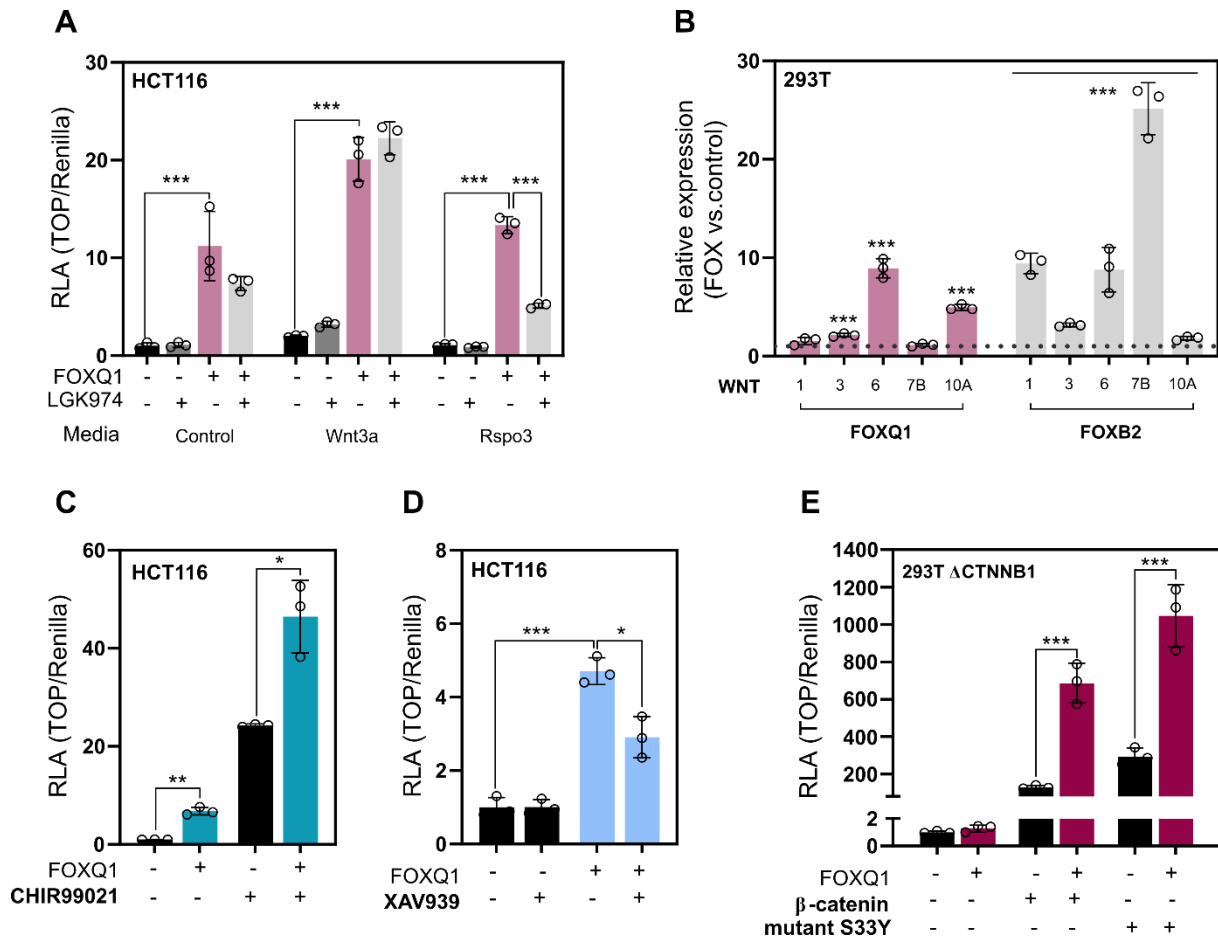 A
HCT116
RLA (TOP/Renilla)
30
20
10
0
***
***
***
***
FOXQ1 - - + + - - + + - - + +
LGK974 - + - + - + - + - + - +
Media Control Wnt3a Rspo3
B
293T
Relative expression
(FOX vs.control)
30
20
10
0
***
***
***
***
WNT 1 3 6 7B 10A 1 3 6 7B 10A
FOXQ1 FOXB2
C
HCT116
RLA (TOP/Renilla)
60
40
20
0
**
*
FOXQ1 - + - +
CHIR99021 - - + +
D
HCT116
RLA (TOP/Renilla)
8
6
4
2
0
***
*
FOXQ1 - - + +
XAV939 - + - +
E
293T ΔCTNNB1
RLA (TOP/Renilla)
1400
1200
1000
800
600
400
200
2
0
***
***
FOXQ1 - + - + - +
β-catenin - - + + - -
mutant S33Y - - - - + +